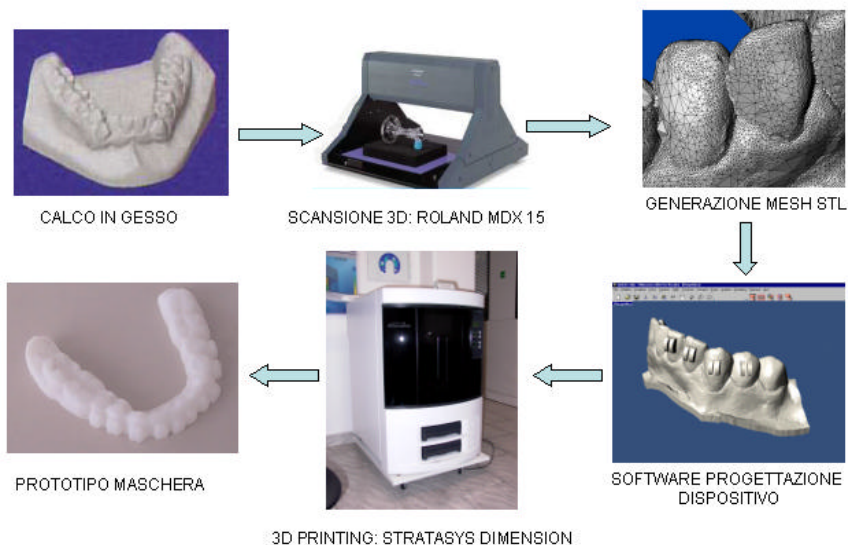 CALCO IN GESSO
SCANSIONE 3D: ROLAND MDX 15
GENERAZIONE MESH STL
PROTOTIPO MASCHERA
SOFTWARE PROGETTAZIONE
DISPOSITIVO
3D PRINTING: STRATASYS DIMENSION